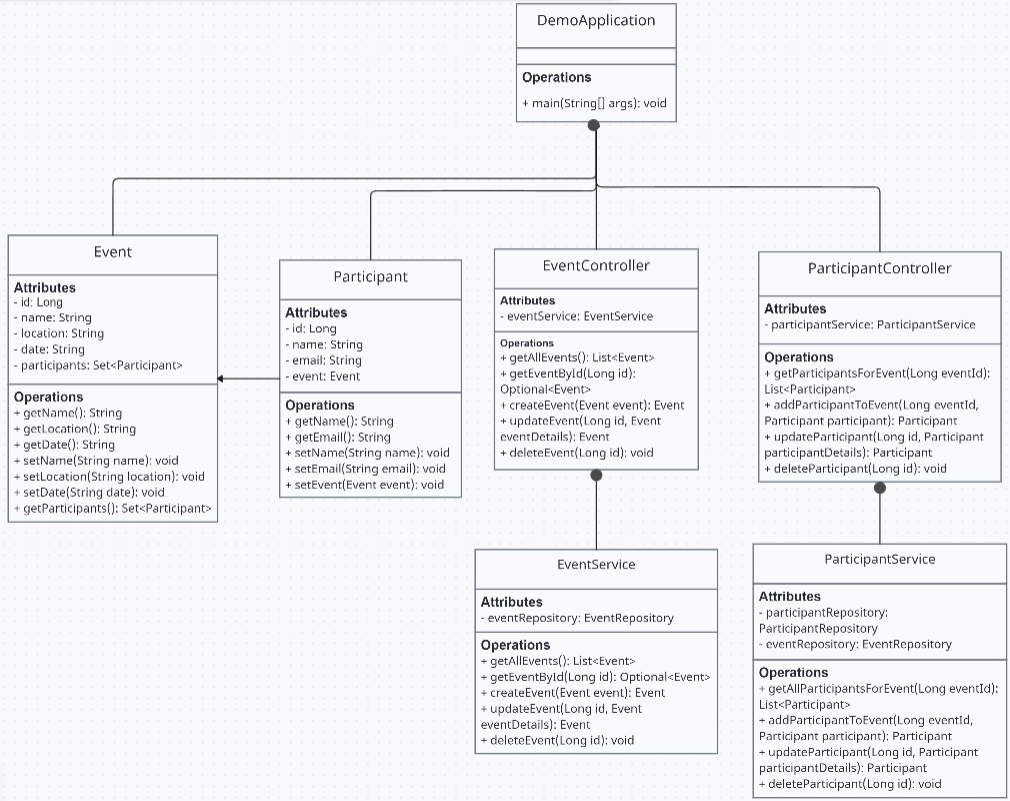 DemoApplication
Operations
+ main(String[] args): void
Event
Attributes
- id: Long
- name: String
- location: String
- date: String
- participants: Set<Participant>
Operations
+ getName(): String
+ getLocation(): String
+ getDate(): String
+ setName(String name): void
+ setLocation(String location): void
+ setDate(String date): void
+ getParticipants(): Set<Participant>
Participant
Attributes
- id: Long
- name: String
- email: String
- event: Event
Operations
+ getName(): String
+ getEmail(): String
+ setName(String name): void
+ setEmail(String email): void
+ setEvent(Event event): void
EventController
Attributes
- eventService: EventService
Operations
+ getAllEvents(): List<Event>
+ getEventById(Long id):
Optional<Event>
+ createEvent(Event event): Event
+ updateEvent(Long id, Event
eventDetails): Event
+ deleteEvent(Long id): void
ParticipantController
Attributes
- participantService: ParticipantService
Operations
+ getParticipantsForEvent(Long eventId):
List<Participant>
+ addParticipantToEvent(Long eventId,
Participant participant): Participant
+ updateParticipant(Long id, Participant
participantDetails): Participant
+ deleteParticipant(Long id): void
EventService
Attributes
- eventRepository: EventRepository
Operations
+ getAllEvents(): List<Event>
+ getEventById(Long id): Optional<Event>
+ createEvent(Event event): Event
+ updateEvent(Long id, Event
eventDetails): Event
+ deleteEvent(Long id): void
ParticipantService
Attributes
- participantRepository:
ParticipantRepository
- eventRepository: EventRepository
Operations
+ getAllParticipantsForEvent(Long eventId):
List<Participant>
+ addParticipantToEvent(Long eventId,
Participant participant): Participant
+ updateParticipant(Long id, Participant
participantDetails): Participant
+ deleteParticipant(Long id): void